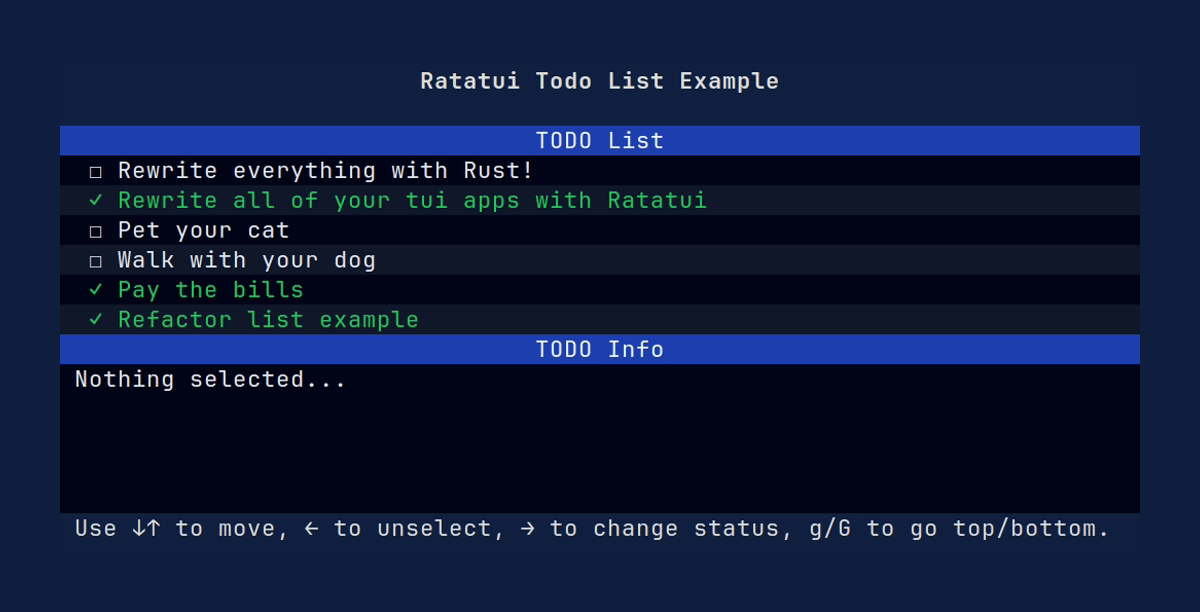 Ratatui Todo List Example
TODO List
☐ Rewrite everything with Rust!
✓ Rewrite all of your tui apps with Ratatui
☐ Pet your cat
☐ Walk with your dog
✓ Pay the bills
✓ Refactor list example
TODO Info
Nothing selected...
Use ↓↑ to move, ← to unselect, → to change status, g/G to go top/bottom.